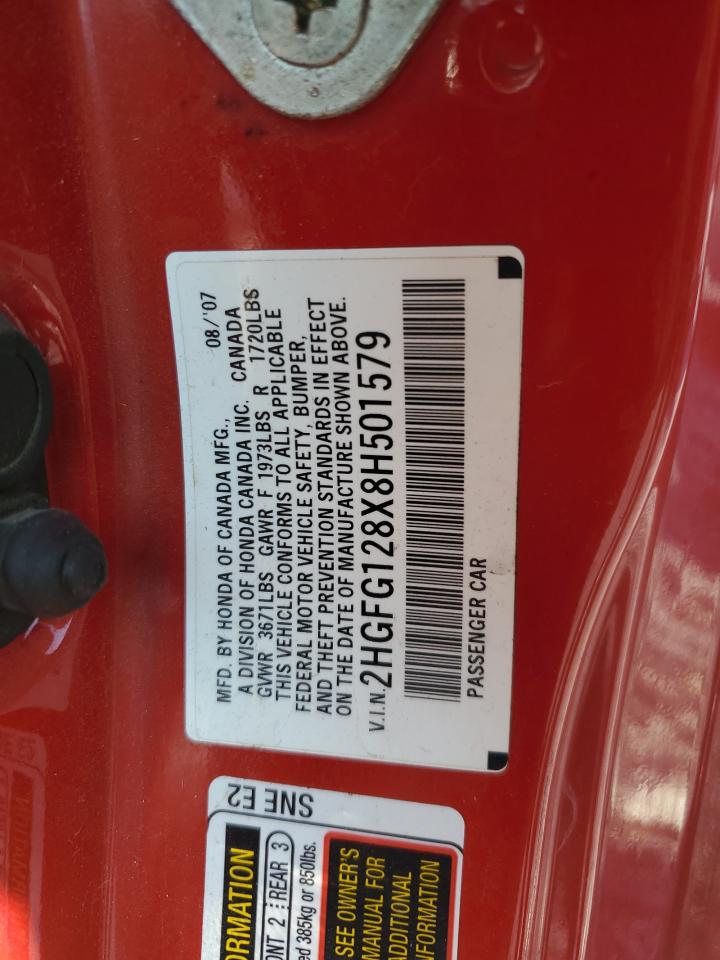 MFD. BY HONDA OF CANADA MFG., 08/'07
A DIVISION OF HONDA CANADA INC. CANADA
GVWR 3671LBS GAWR F 1973LBS R 1720LBS
THIS VEHICLE CONFORMS TO ALL APPLICABLE
FEDERAL MOTOR VEHICLE SAFETY, BUMPER,
AND THEFT PREVENTION STANDARDS IN EFFECT
ON THE DATE OF MANUFACTURE SHOWN ABOVE.
V.I.N. 2HGFG128X8H501579
PASSENGER CAR
SNE E2
ORMATION
ONT 2 REAR 3
ed 385kg or 850lbs.
SEE OWNER'S
MANUAL FOR
ADDITIONAL
NFORMATION